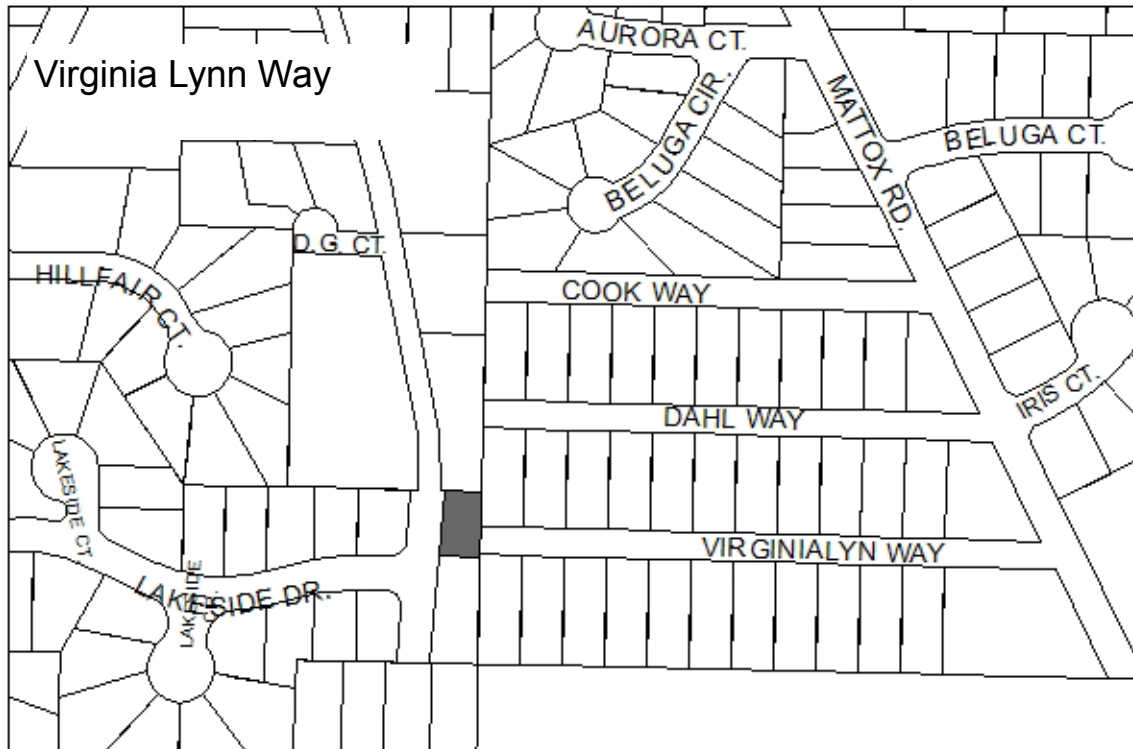 Virginia Lynn Way
AURORA CT.
BELUGA CIR.
MATTOX RD.
BELUGA CT.
D.G. CT.
HILLFAIR CT.
COOK WAY
DAHL WAY
IRIS CT.
LAKESIDE CT
VIRGINIALYN WAY
LAKESIDE DR.
LAKESIDE